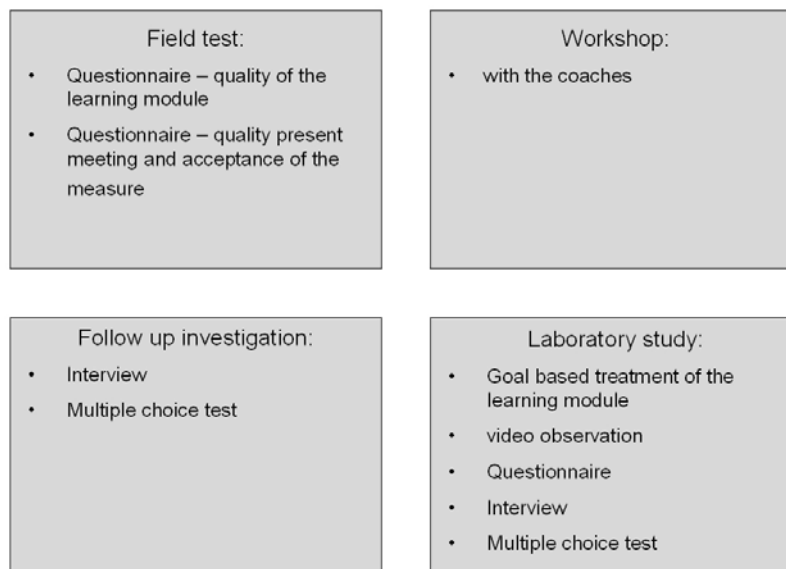 Field test:
• Questionnaire – quality of the
learning module
• Questionnaire – quality present
meeting and acceptance of the
measure
Workshop:
• with the coaches
Follow up investigation:
• Interview
• Multiple choice test
Laboratory study:
• Goal based treatment of the
learning module
• video observation
• Questionnaire
• Interview
• Multiple choice test